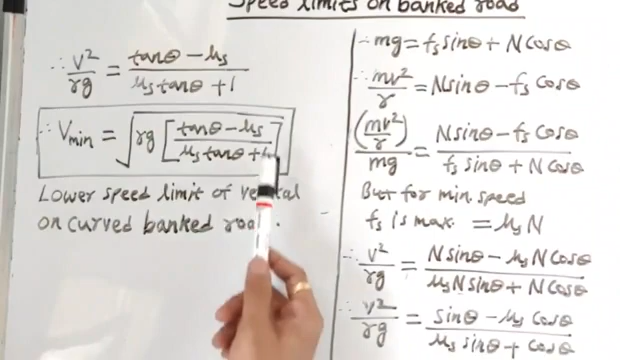 Speed limits on banked road
∴ mg = fₛ sinθ + N cosθ
∴ mv²/r = N sinθ − fₛ cosθ
(mv²/r)/mg = (N sinθ − fₛ cosθ)/(fₛ sinθ + N cosθ)
But for min. speed
fₛ is max. = μₛN
∴ v²/rg = (N sinθ − μₛ N cosθ)/(μₛ N sinθ + N cosθ)
∴ v²/rg = (sinθ − μₛ cosθ)/(μₛ sinθ + cosθ)
∴ v²/rg = (tanθ − μₛ)/(μₛ tanθ + 1)
∴ Vmin = √(rg [(tanθ − μₛ)/(μₛ tanθ +
Lower speed limit of
on curved banked